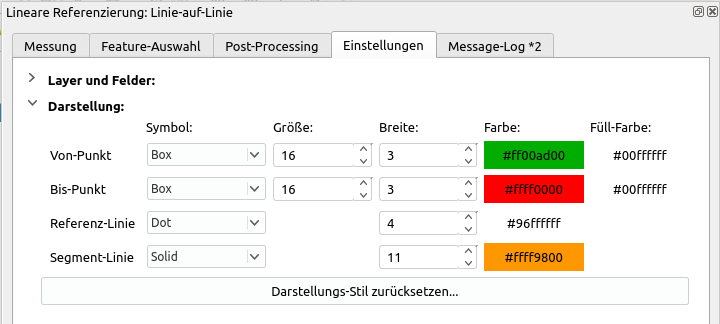 Lineare Referenzierung: Linie-auf-Linie
Messung Feature-Auswahl Post-Processing Einstellungen Message-Log *2
Layer und Felder:
Darstellung:
Symbol: Größe: Breite: Farbe: Füll-Farbe:
Von-Punkt Box 16 3 #ff00ad00 #00ffffff
Bis-Punkt Box 16 3 #ffff0000 #00ffffff
Referenz-Linie Dot 4 #96ffffff
Segment-Linie Solid 11 #ffff9800
Darstellungs-Stil zurücksetzen...